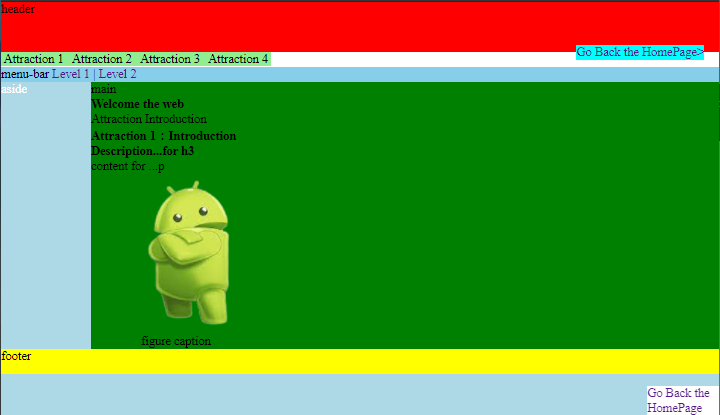 header
Go Back the HomePage>
Attraction 1 Attraction 2 Attraction 3 Attraction 4
menu-bar Level 1 | Level 2
aside
main
Welcome the web
Attraction Introduction
Attraction 1：Introduction
Description...for h3
content for ...p
figure caption
footer
Go Back the
HomePage